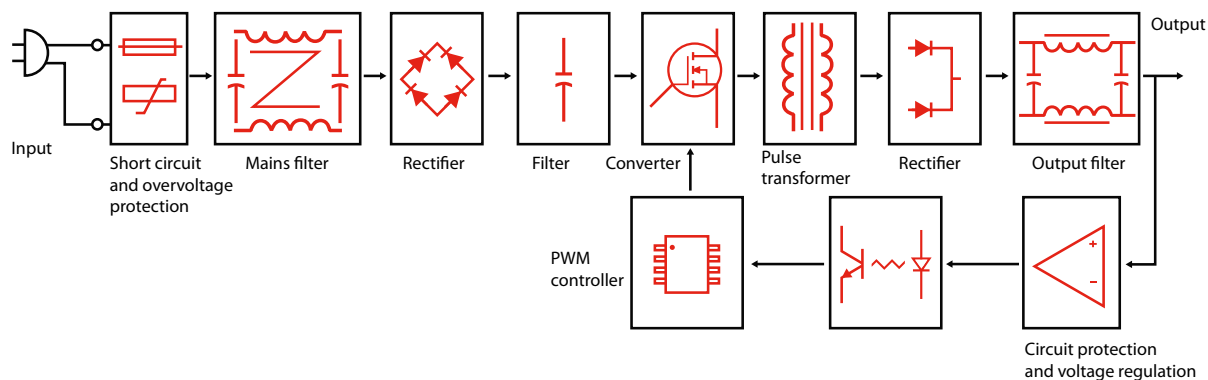 Output
Input
Short circuit
and overvoltage
protection
Mains filter
Rectifier
Filter
Converter
Pulse
transformer
Rectifier
Output filter
PWM
controller
+
−
Circuit protection
and voltage regulation